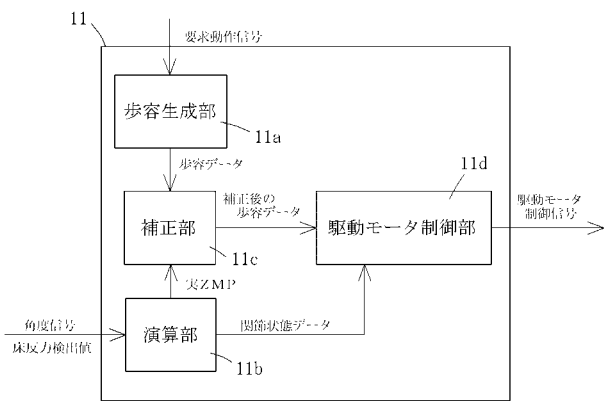 11
要求動作信号
歩容生成部
11a
歩容データ
11d
補正後の
歩容データ
駆動モータ
制御信号
補正部
駆動モータ制御部
11c
実ZMP
角度信号
床反力検出値
演算部
関節状態データ
11b